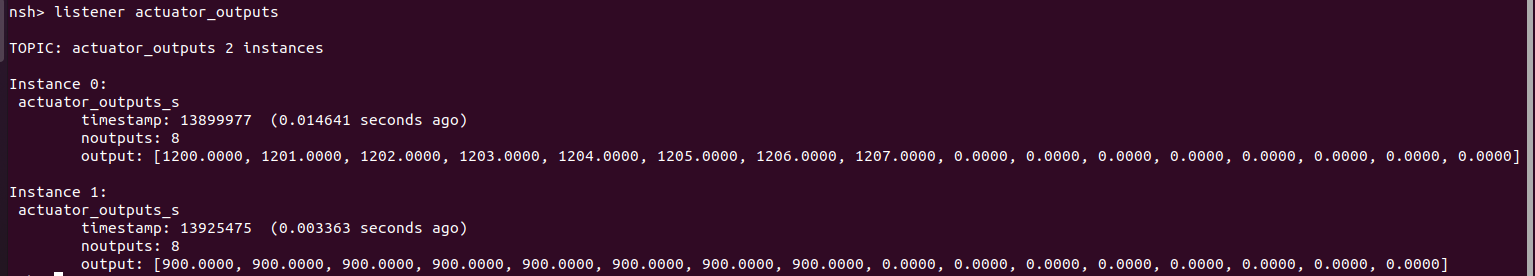 nsh> listener actuator_outputs
TOPIC: actuator_outputs 2 instances
Instance 0:
actuator_outputs_s
timestamp: 13899977 (0.014641 seconds ago)
noutputs: 8
output: [1200.0000, 1201.0000, 1202.0000, 1203.0000, 1204.0000, 1205.0000, 1206.0000, 1207.0000, 0.0000, 0.0000, 0.0000, 0.0000, 0.0000, 0.0000, 0.0000, 0.0000]
Instance 1:
actuator_outputs_s
timestamp: 13925475 (0.003363 seconds ago)
noutputs: 8
output: [900.0000, 900.0000, 900.0000, 900.0000, 900.0000, 900.0000, 900.0000, 900.0000, 0.0000, 0.0000, 0.0000, 0.0000, 0.0000, 0.0000, 0.0000, 0.0000]